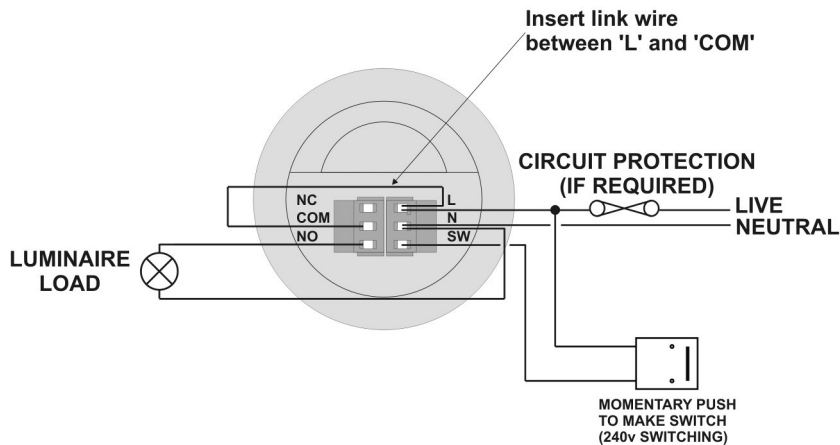 Insert link wire
between 'L' and 'COM'
CIRCUIT PROTECTION
(IF REQUIRED)
NC
COM
NO
L
N
SW
LIVE
NEUTRAL
LUMINAIRE
LOAD
MOMENTARY PUSH
TO MAKE SWITCH
(240v SWITCHING)